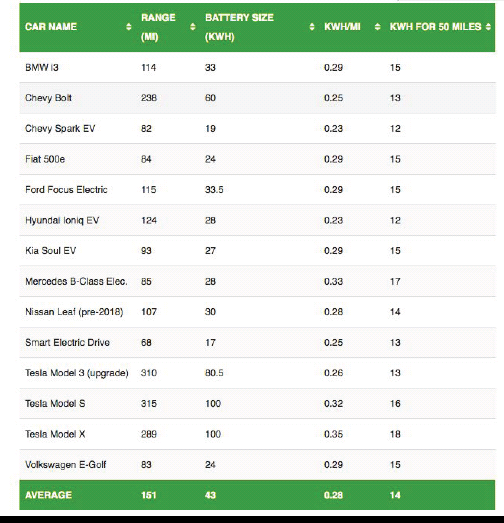 CAR NAME RANGE (MI) BATTERY SIZE (KWH) KWH/MI KWH FOR 50 MILES
BMW i3 114 33 0.29 15
Chevy Bolt 238 60 0.25 13
Chevy Spark EV 82 19 0.23 12
Fiat 500e 84 24 0.29 15
Ford Focus Electric 115 33.5 0.29 15
Hyundai Ioniq EV 124 28 0.23 12
Kia Soul EV 93 27 0.29 15
Mercedes B-Class Elec. 85 28 0.33 17
Nissan Leaf (pre-2018) 107 30 0.28 14
Smart Electric Drive 68 17 0.25 13
Tesla Model 3 (upgrade) 310 80.5 0.26 13
Tesla Model S 315 100 0.32 16
Tesla Model X 289 100 0.35 18
Volkswagen E-Golf 83 24 0.29 15
AVERAGE 151 43 0.28 14